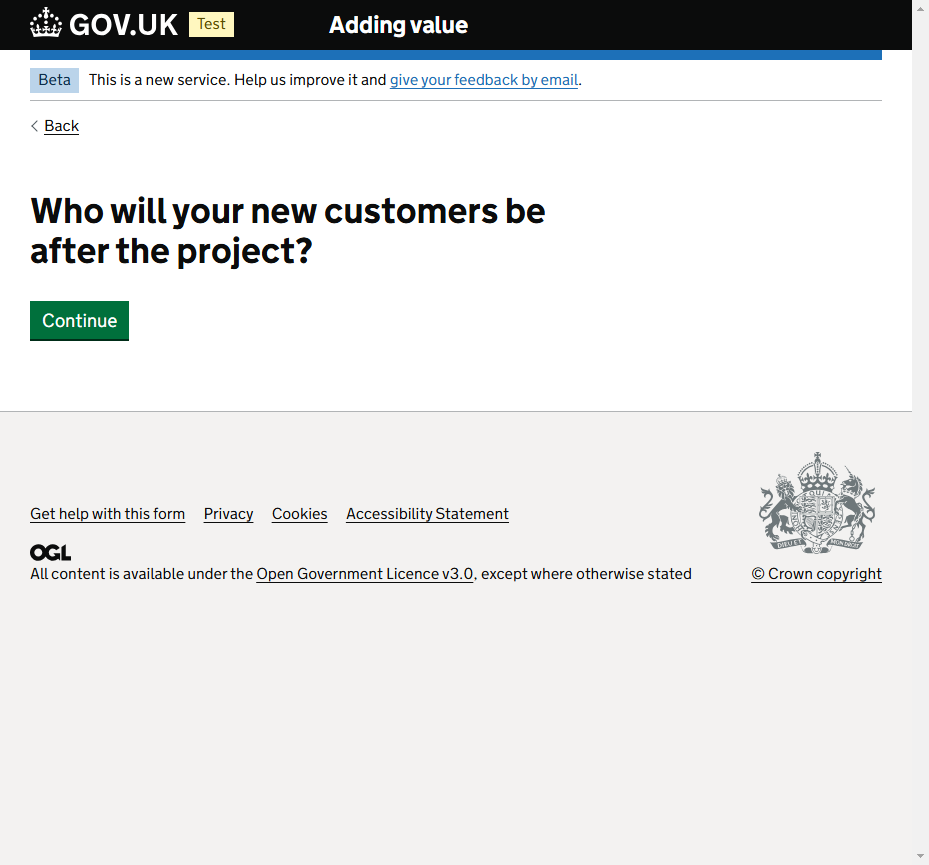 GOV.UK Test Adding value
Beta This is a new service. Help us improve it and give your feedback by email.
Back
Who will your new customers be
after the project?
Continue
Get help with this form Privacy Cookies Accessibility Statement
OGL
All content is available under the Open Government Licence v3.0, except where otherwise stated
© Crown copyright